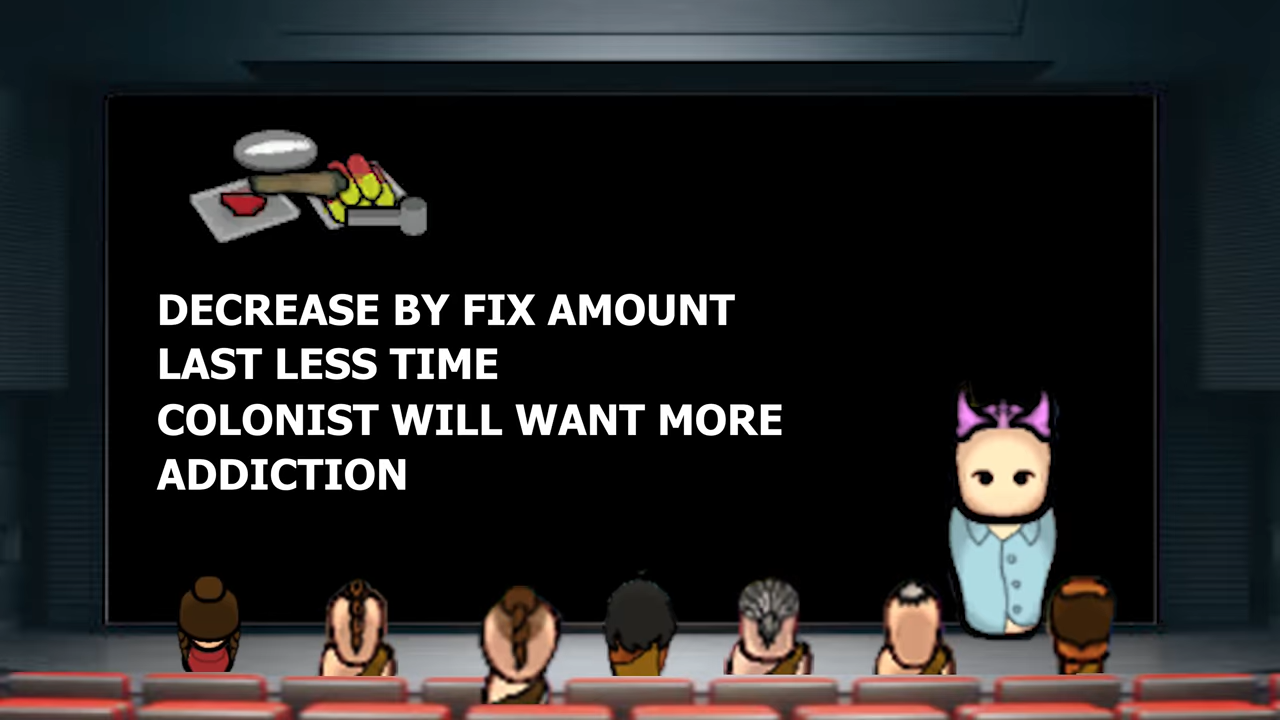 DECREASE BY FIX AMOUNT
LAST LESS TIME
COLONIST WILL WANT MORE
ADDICTION